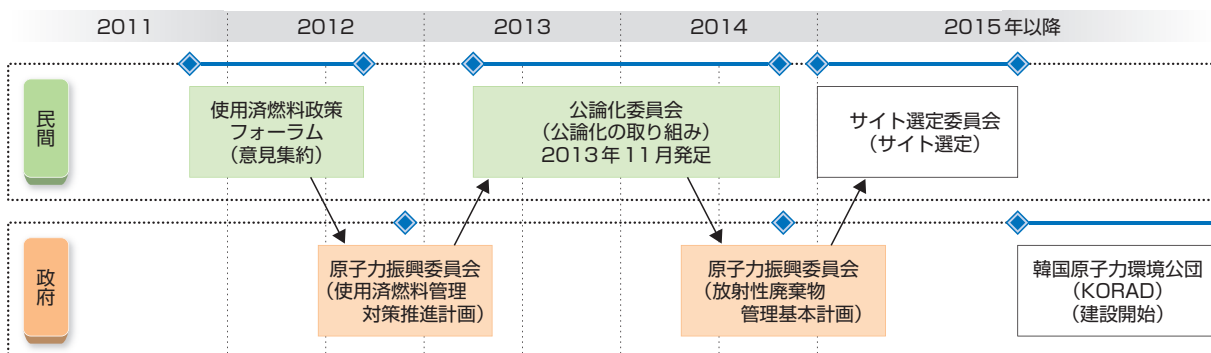 2011
2012
2013
2014
2015年以降
民間
使用済燃料政策
フォーラム
(意見集約)
公論化委員会
(公論化の取り組み)
2013年11月発足
サイト選定委員会
(サイト選定)
政府
原子力振興委員会
(使用済燃料管理
対策推進計画)
原子力振興委員会
(放射性廃棄物
管理基本計画)
韓国原子力環境公団
(KORAD)
(建設開始)